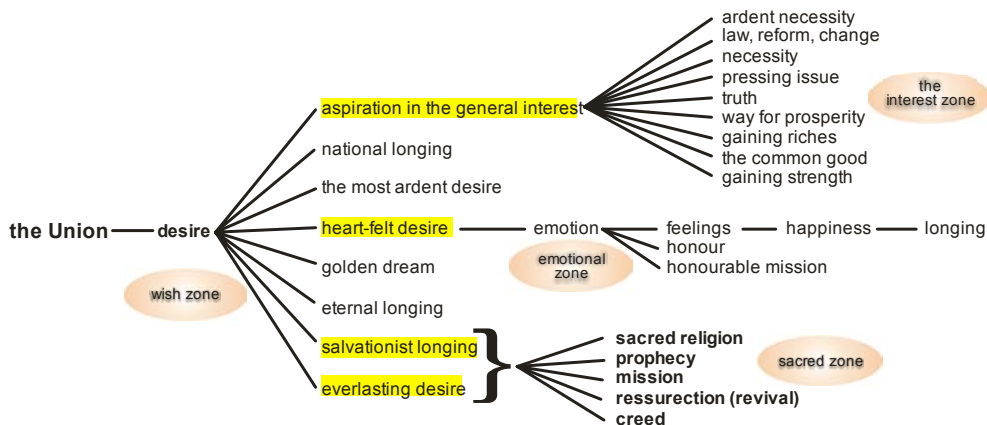 ardent necessity
law, reform, change
necessity
pressing issue
truth
way for prosperity
gaining riches
the common good
gaining strength
the
interest zone
aspiration in the general interest
national longing
the most ardent desire
the Union
desire
heart-felt desire
emotion
feelings
happiness
longing
honour
honourable mission
emotional
zone
golden dream
wish zone
eternal longing
salvationist longing
everlasting desire
}
sacred religion
prophecy
mission
ressurection (revival)
creed
sacred zone